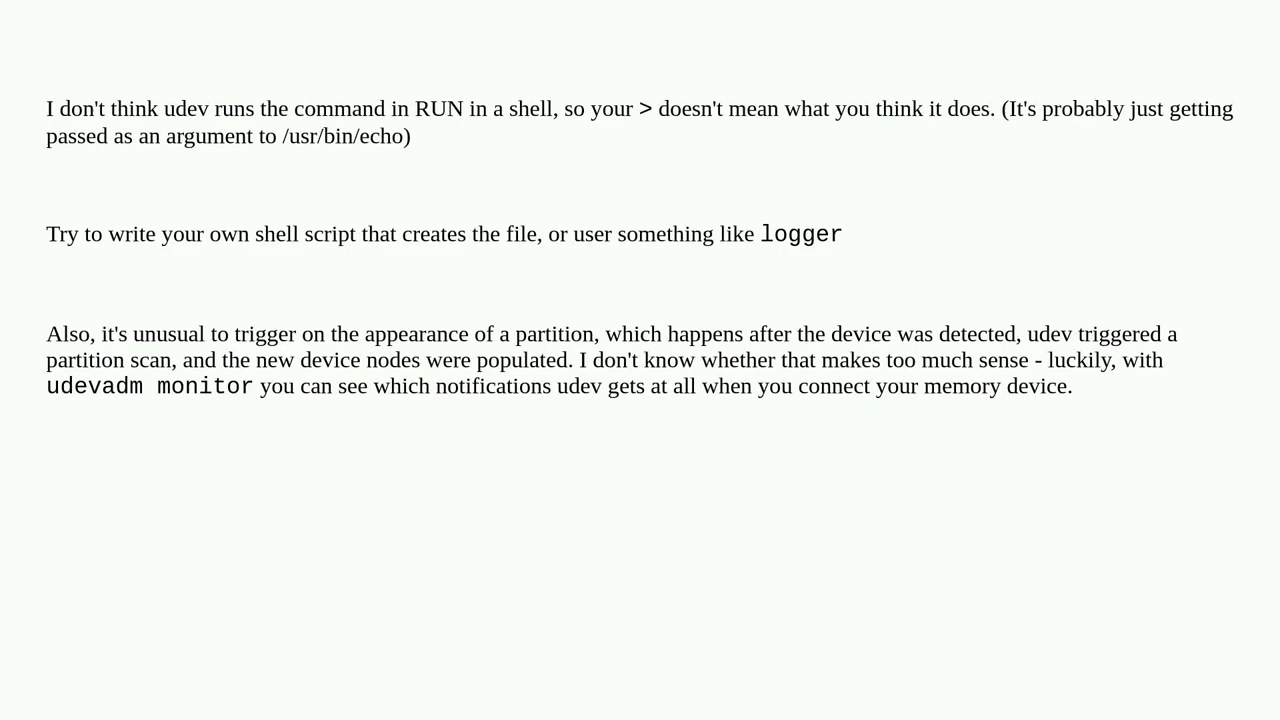 I don't think udev runs the command in RUN in a shell, so your > doesn't mean what you think it does. (It's probably just getting
passed as an argument to /usr/bin/echo)
Try to write your own shell script that creates the file, or user something like logger
Also, it's unusual to trigger on the appearance of a partition, which happens after the device was detected, udev triggered a
partition scan, and the new device nodes were populated. I don't know whether that makes too much sense - luckily, with
udevadm monitor you can see which notifications udev gets at all when you connect your memory device.